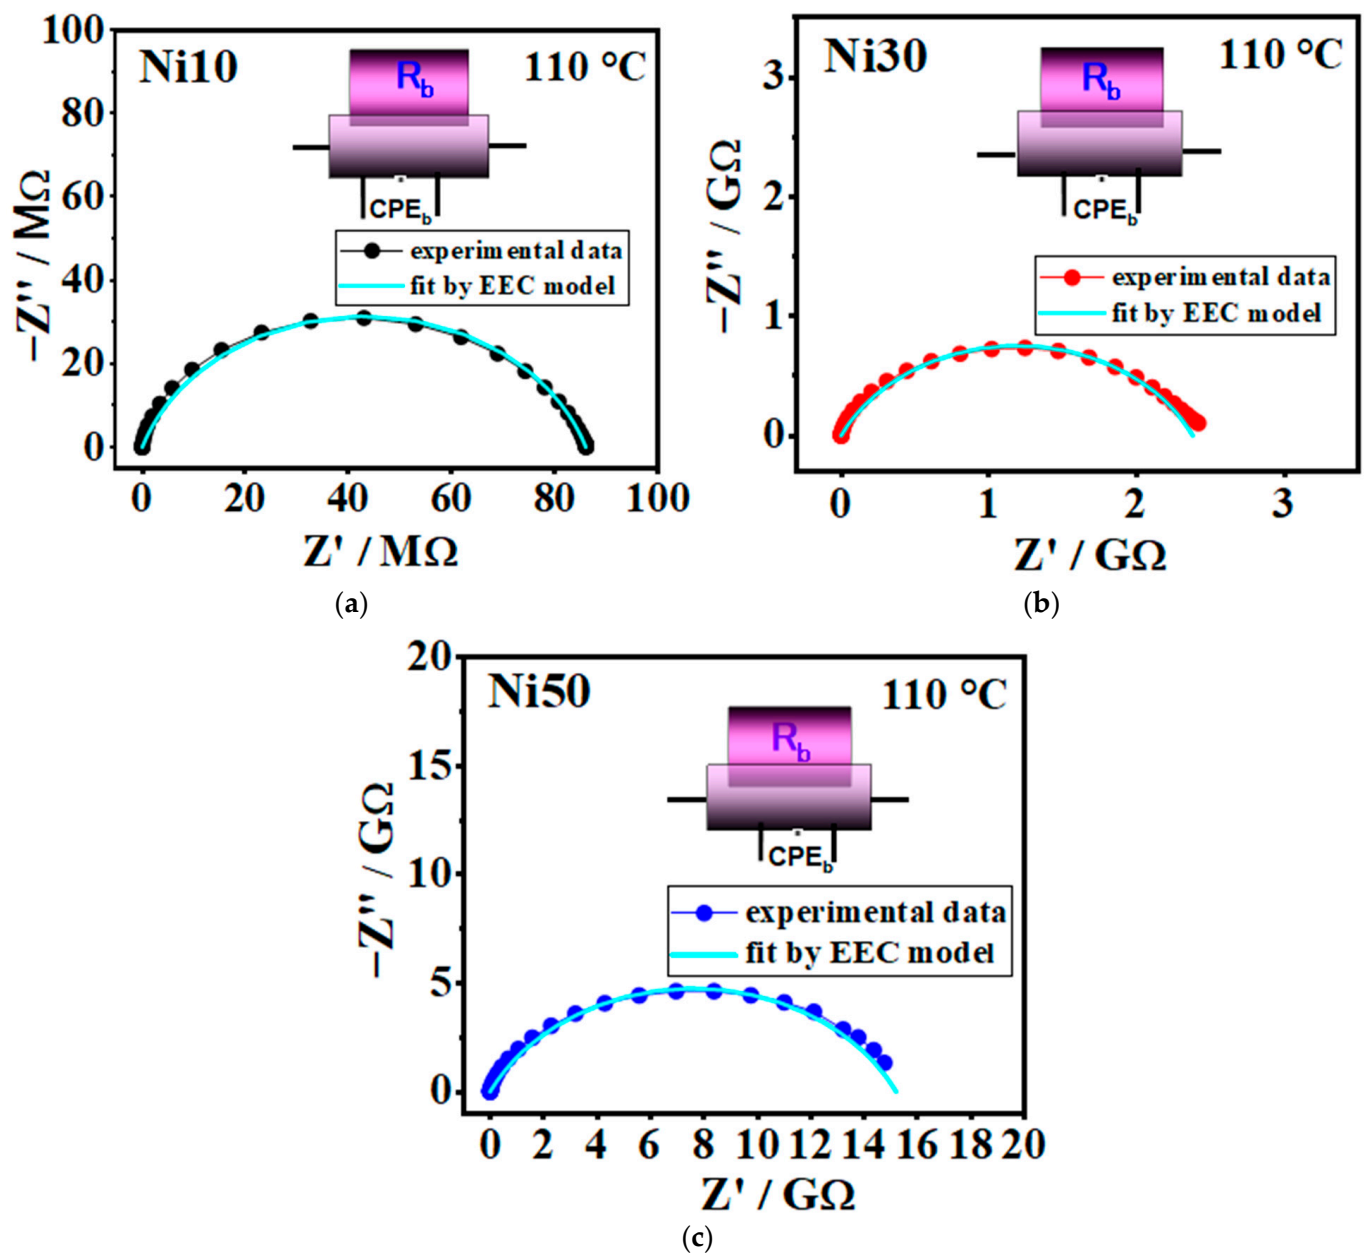 Ni10 110 °C
R_b
CPE_b
experimental data
fit by EEC model
100
80
60
40
20
0
−Z'' / MΩ
0 20 40 60 80 100
Z' / MΩ
(a)
Ni30 110 °C
R_b
CPE_b
experimental data
fit by EEC model
3
2
1
0
−Z'' / GΩ
0 1 2 3
Z' / GΩ
(b)
Ni50 110 °C
R_b
CPE_b
experimental data
fit by EEC model
20
15
10
5
0
−Z'' / GΩ
0 2 4 6 8 10 12 14 16 18 20
Z' / GΩ
(c)